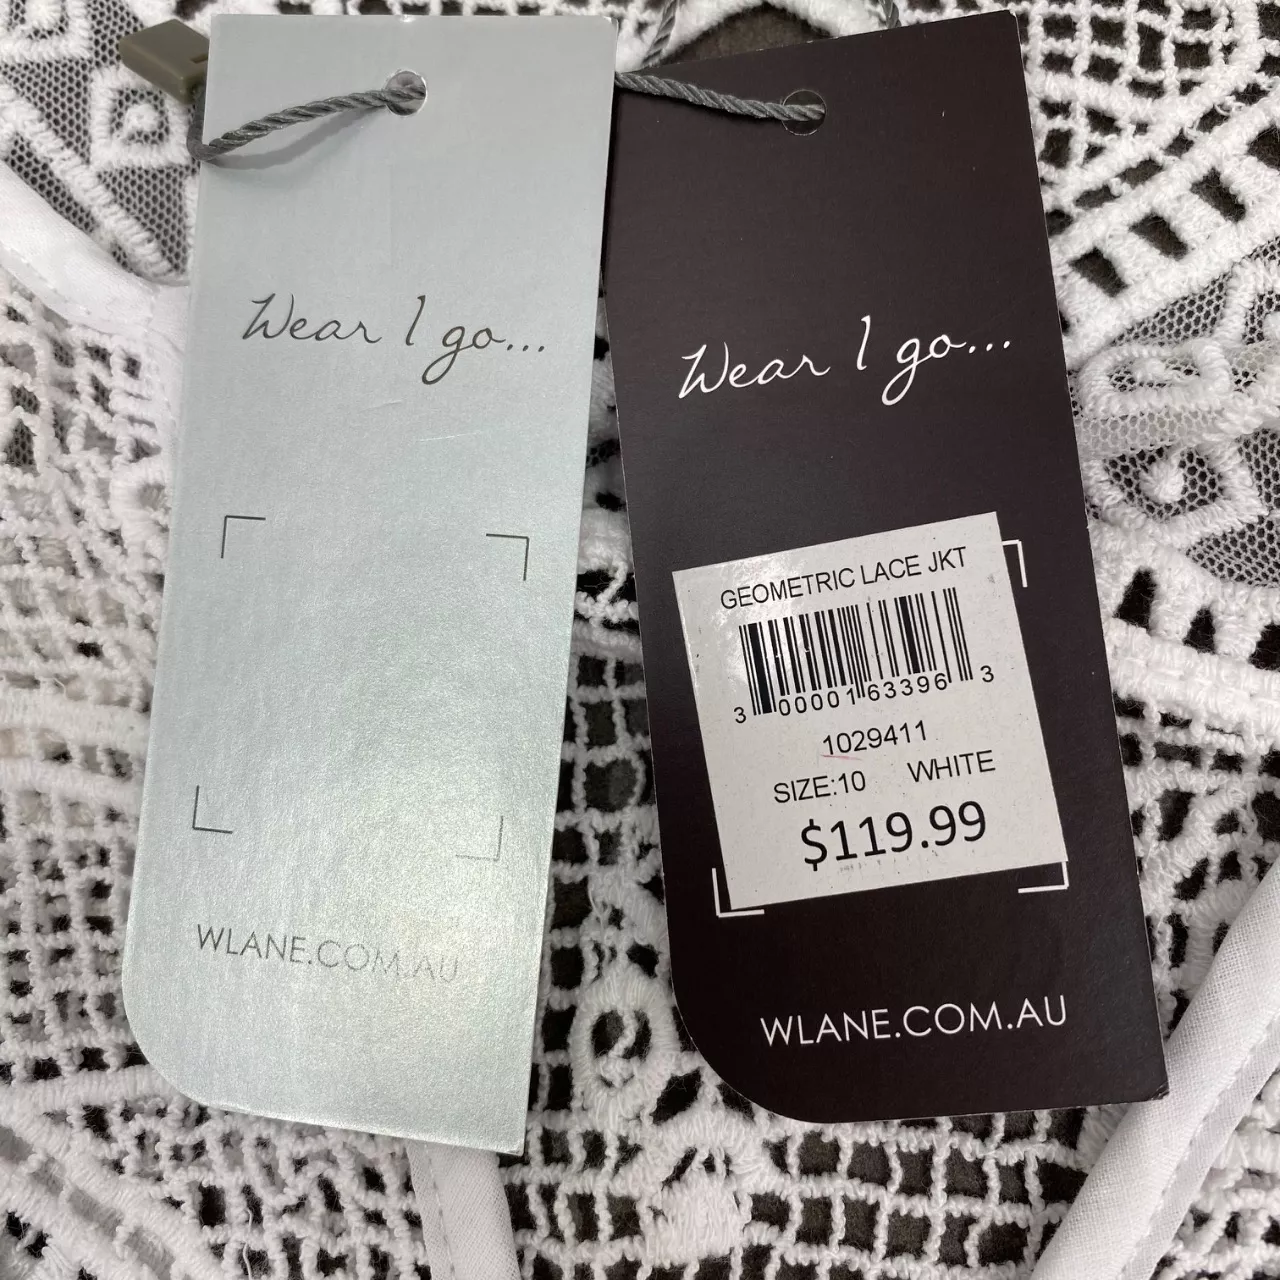 Wear I go...
WLANE.COM.AU
Wear I go...
GEOMETRIC LACE JKT
3 00001 63396 3
1029411
SIZE:10 WHITE
$119.99
WLANE.COM.AU